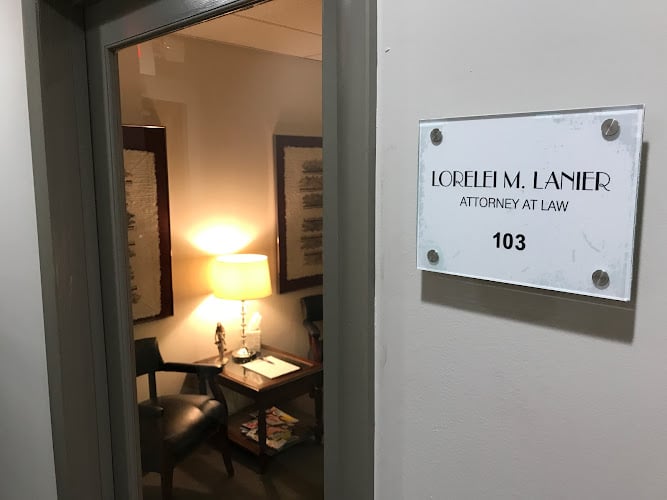 LORELEI M. LANIER
ATTORNEY AT LAW
103